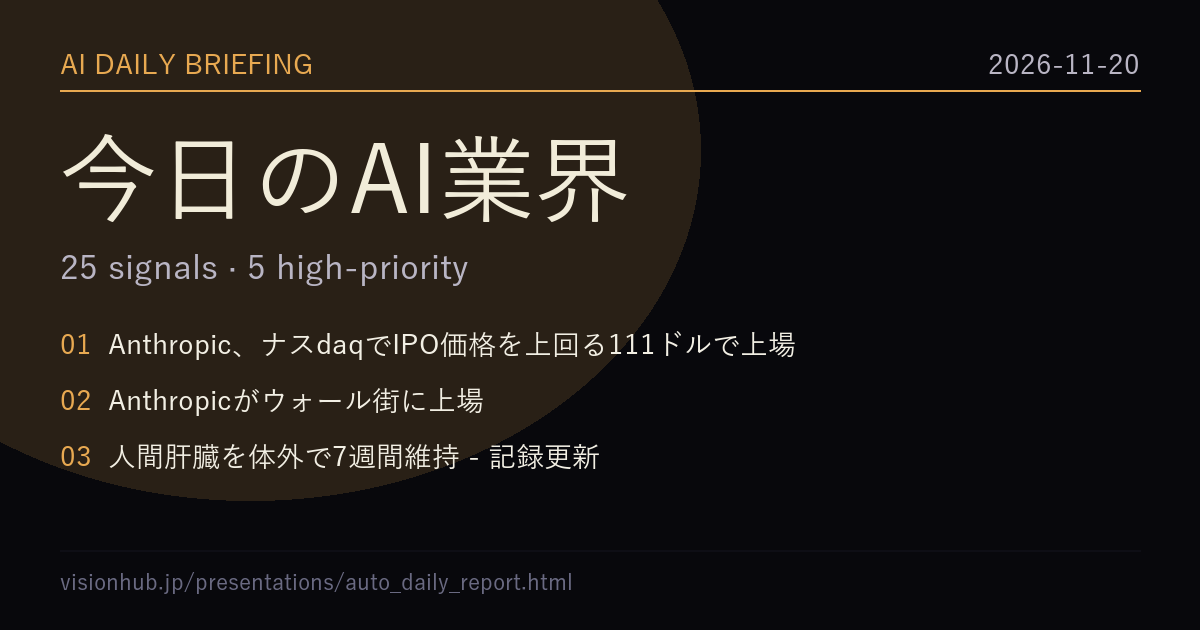 AI DAILY BRIEFING
2026-11-20
今日のAI業界
25 signals · 5 high-priority
01 Anthropic、ナスdaqでIPO価格を上回る111ドルで上場
02 Anthropicがウォール街に上場
03 人間肝臓を体外で7週間維持 - 記録更新
visionhub.jp/presentations/auto_daily_report.html